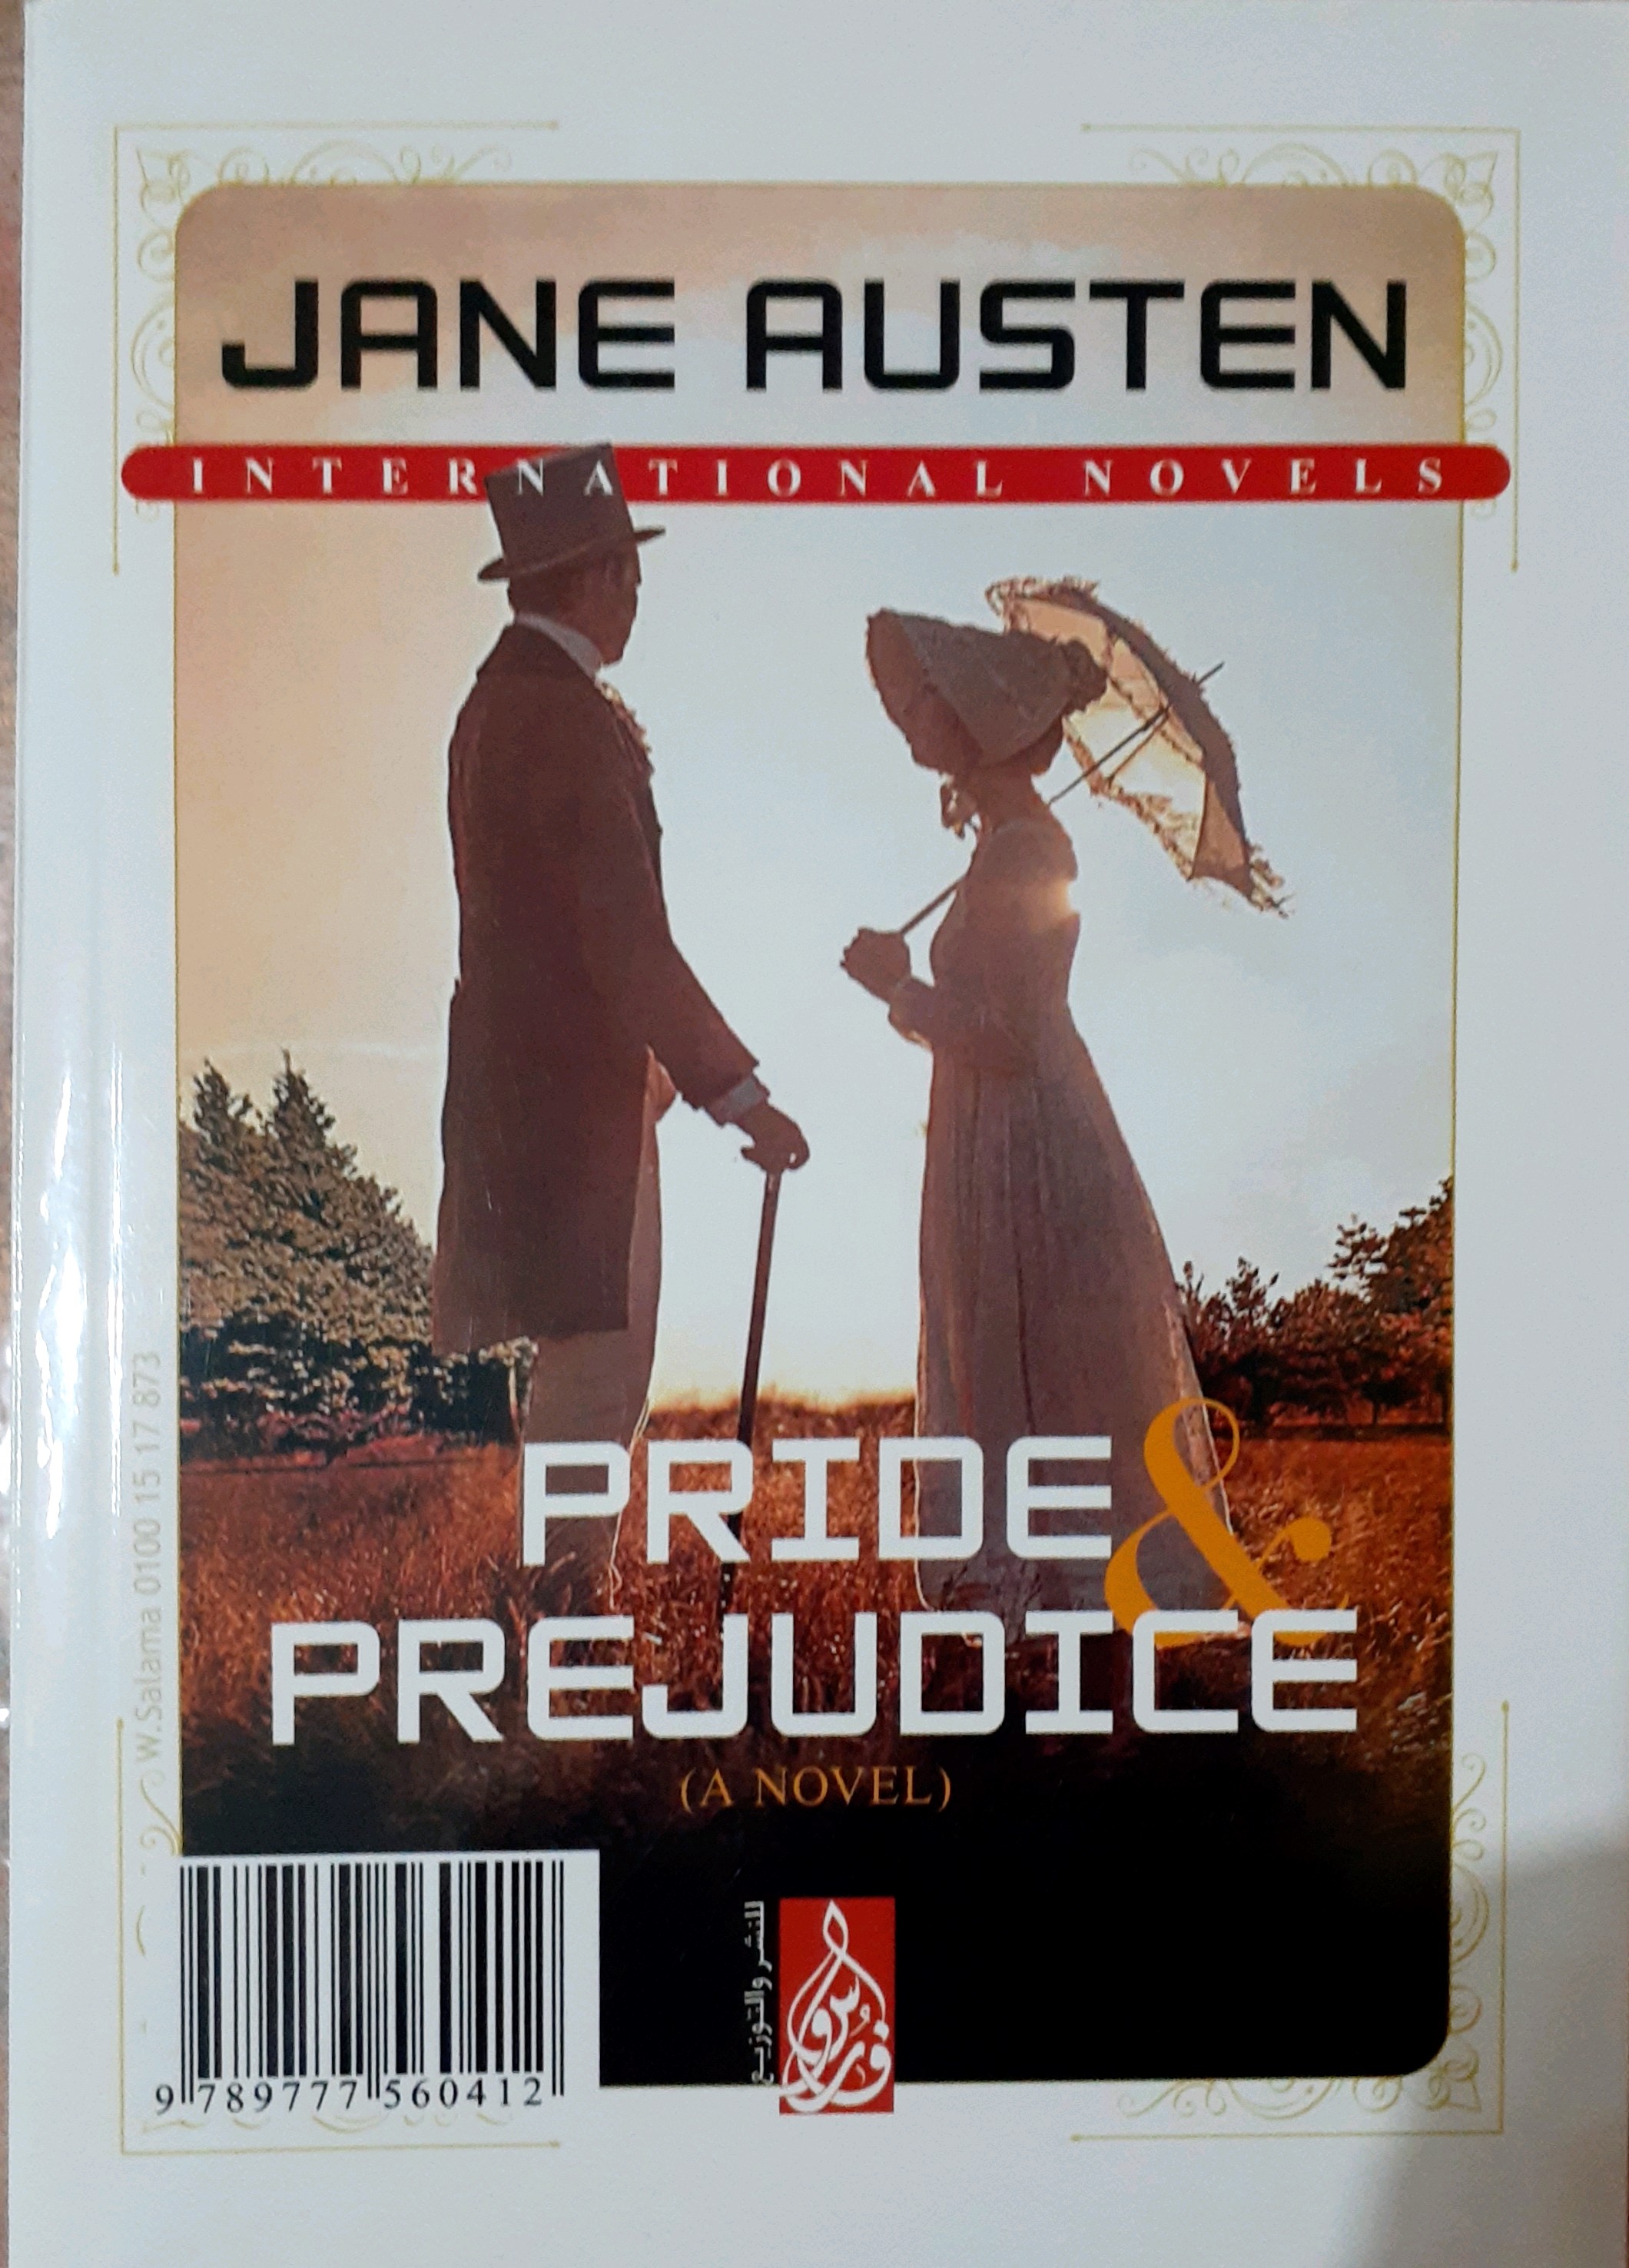 JANE AUSTEN
INTERNATIONAL NOVELS
PRIDE &
PREJUDICE
(A NOVEL)
W.Salama 0100 15 17 873
9 789777 560412
للنشر والتوزيع